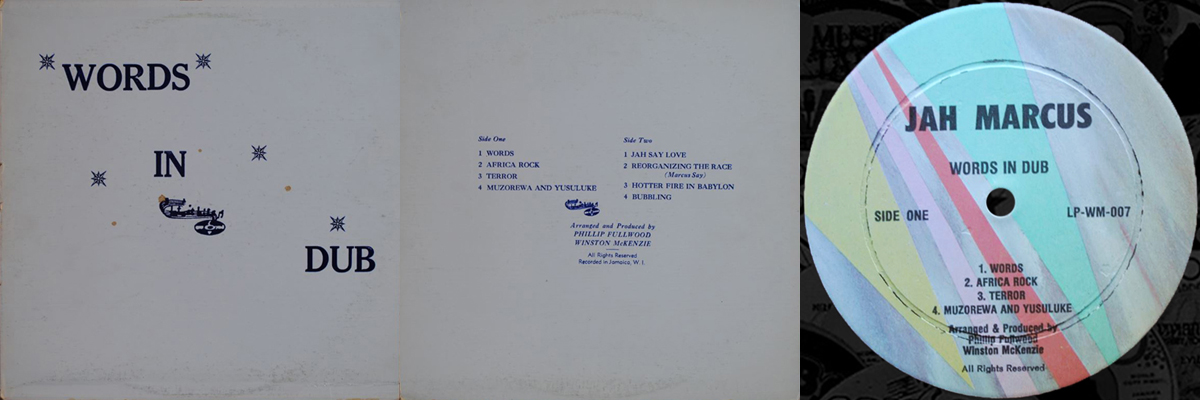 WORDS
IN
DUB
Side One
1 WORDS
2 AFRICA ROCK
3 TERROR
4 MUZOREWA AND YUSULUKE
Side Two
1 JAH SAY LOVE
2 REORGANIZING THE RACE
(Marcus Say)
3 HOTTER FIRE IN BABYLON
4 BUBBLING
Arranged and Produced by
PHILLIP FULLWOOD
WINSTON McKENZIE
All Rights Reserved
Recorded in Jamaica, W. I.
JAH MARCUS
WORDS IN DUB
SIDE ONE
LP-WM-007
1. WORDS
2. AFRICA ROCK
3. TERROR
4. MUZOREWA AND YUSULUKE
Arranged & Produced by
Phillip Fullwood
Winston McKenzie
All Rights Reserved